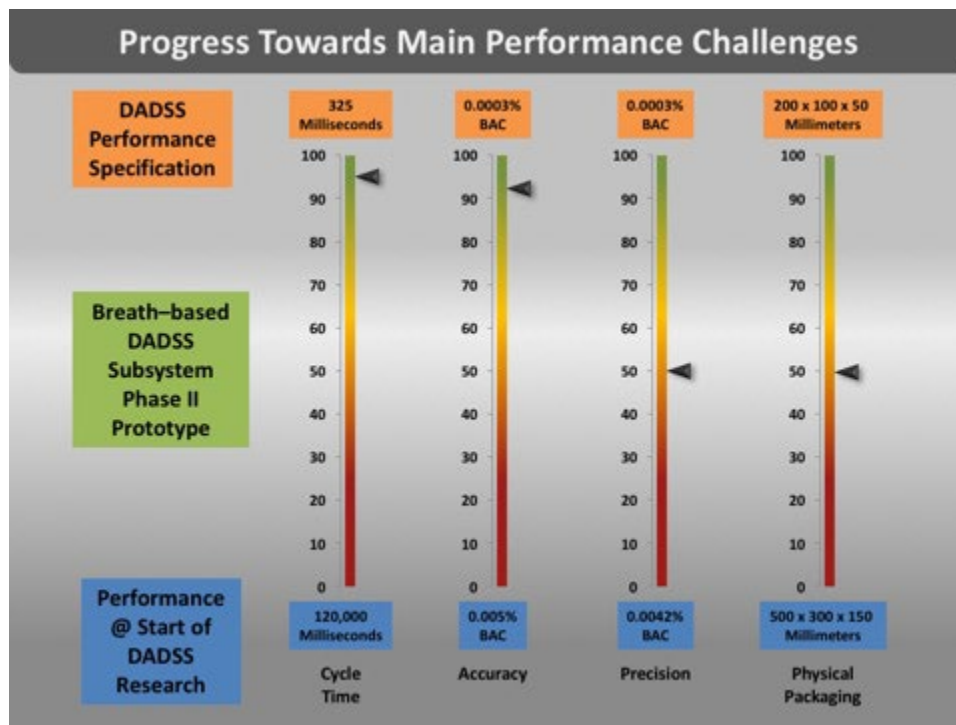 Progress Towards Main Performance Challenges
DADSS
Performance
Specification
325
Milliseconds
0.0003%
BAC
0.0003%
BAC
200 x 100 x 50
Millimeters
Breath–based
DADSS
Subsystem
Phase II
Prototype
100
90
80
70
60
50
40
30
20
10
0
100
90
80
70
60
50
40
30
20
10
0
100
90
80
70
60
50
40
30
20
10
0
100
90
80
70
60
50
40
30
20
10
0
Performance
@ Start of
DADSS
Research
120,000
Milliseconds
0.005%
BAC
0.0042%
BAC
500 x 300 x 150
Millimeters
Cycle
Time
Accuracy
Precision
Physical
Packaging